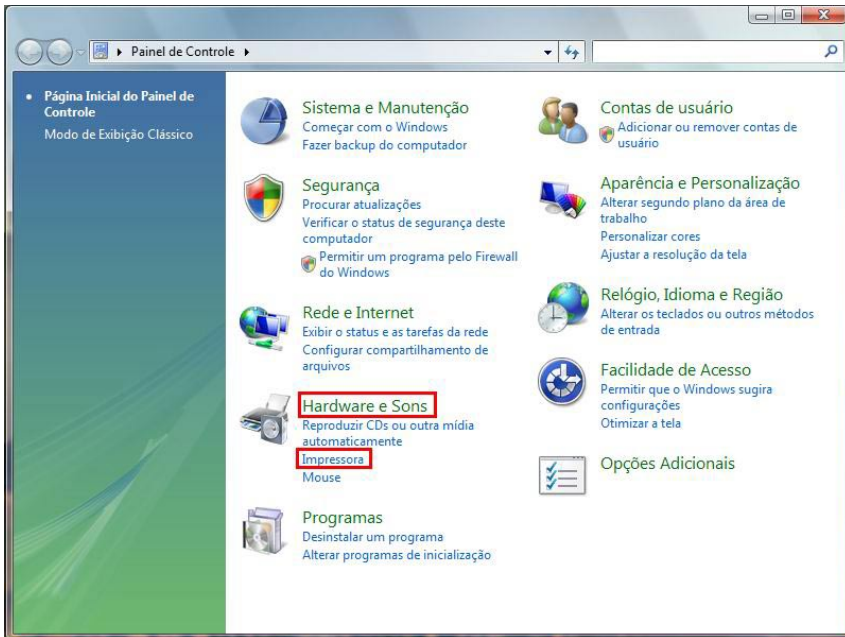 Painel de Controle
Página Inicial do Painel de
Controle
Modo de Exibição Clássico
Sistema e Manutenção
Começar com o Windows
Fazer backup do computador
Segurança
Procurar atualizações
Verificar o status de segurança deste
computador
Permitir um programa pelo Firewall
do Windows
Rede e Internet
Exibir o status e as tarefas da rede
Configurar compartilhamento de
arquivos
Hardware e Sons
Reproduzir CDs ou outra mídia
automaticamente
Impressora
Mouse
Programas
Desinstalar um programa
Alterar programas de inicialização
Contas de usuário
Adicionar ou remover contas de
usuário
Aparência e Personalização
Alterar segundo plano da área de
trabalho
Personalizar cores
Ajustar a resolução da tela
Relógio, Idioma e Região
Alterar os teclados ou outros métodos
de entrada
Facilidade de Acesso
Permitir que o Windows sugira
configurações
Otimizar a tela
Opções Adicionais